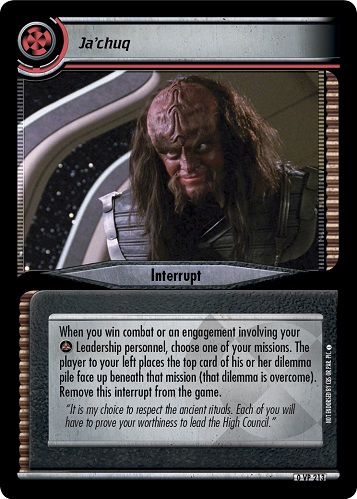 Ja'chuq
Interrupt
When you win combat or an engagement involving your
Leadership personnel, choose one of your missions. The
player to your left places the top card of his or her dilemma
pile face up beneath that mission (that dilemma is overcome).
Remove this interrupt from the game.
"It is my choice to respect the ancient rituals. Each of you will
have to prove your worthiness to lead the High Council."
NOT ENDORSED BY CBS OR PAR. PIC.
0 VP 213